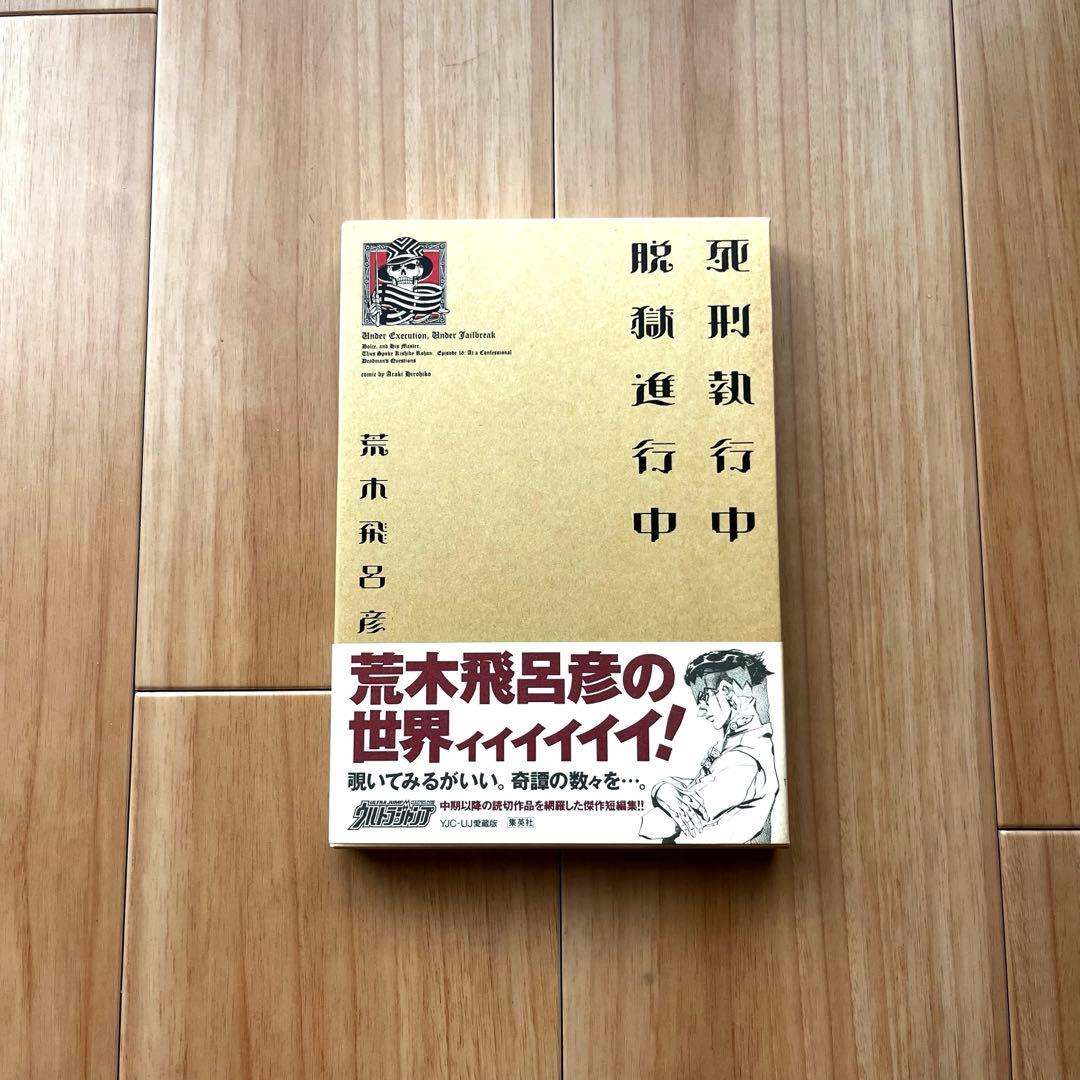 死刑執行中
脱獄進行中
Under Execution, Under Jailbreak
Dolce, and His Master,
Thus Spoke Kishibe Rohan, Episode 16: At a Confessional
Deadman's Questions
comic by Araki Hirohiko
荒木飛呂彦
荒木飛呂彦の
世界ィィイイイイ!
覗いてみるがいい。奇譚の数々を…。
ULTRA JUMP
ウルトラジャンプ
中期以降の読切作品を網羅した傑作短編集!!
YJC-UJ愛蔵版 集英社